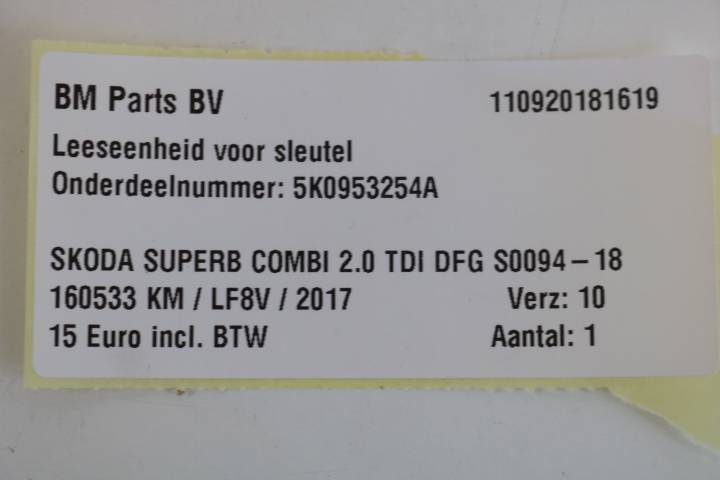 BM Parts BV 110920181619
Leeseenheid voor sleutel
Onderdeelnummer: 5K0953254A
SKODA SUPERB COMBI 2.0 TDI DFG S0094-18
160533 KM / LF8V / 2017 Verz: 10
15 Euro incl. BTW Aantal: 1